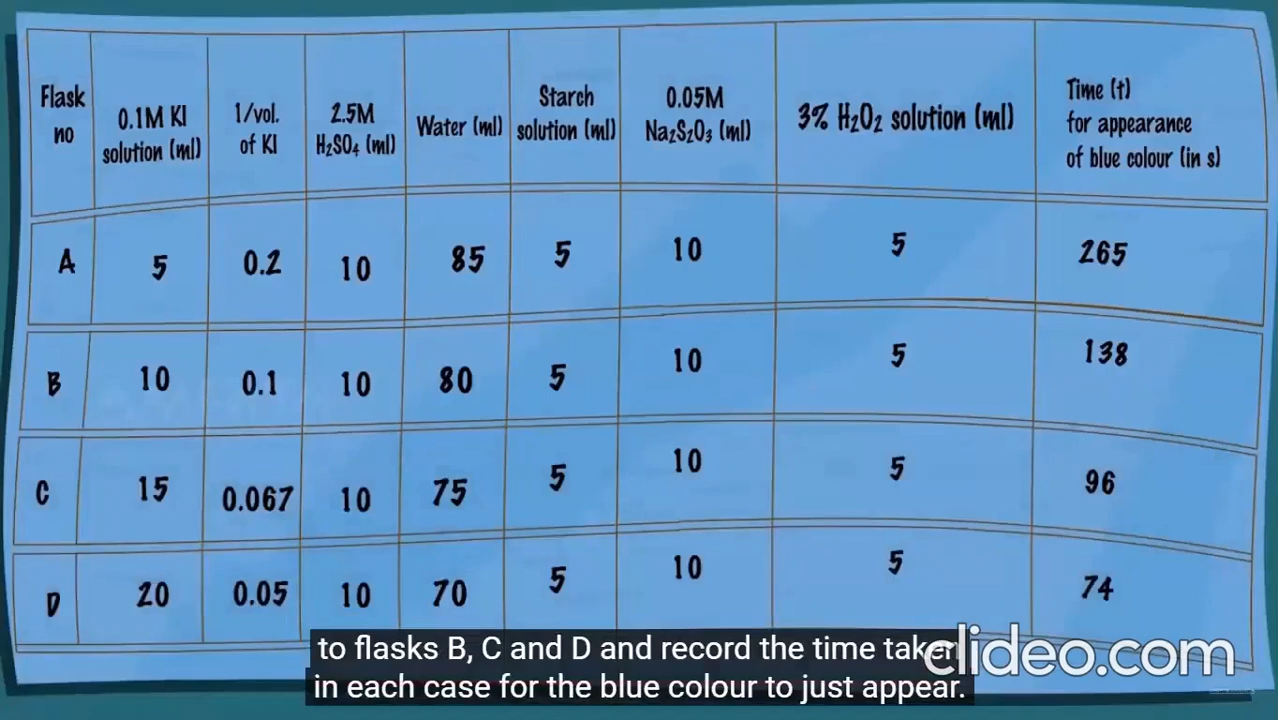 Flask no
0.1M KI solution (ml)
1/vol. of KI
2.5M H₂SO₄ (ml)
Water (ml)
Starch solution (ml)
0.05M Na₂S₂O₃ (ml)
3% H₂O₂ solution (ml)
Time (t) for appearance of blue colour (in s)
A 5 0.2 10 85 5 10 5 265
B 10 0.1 10 80 5 10 5 138
C 15 0.067 10 75 5 10 5 96
D 20 0.05 10 70 5 10 5 74
to flasks B, C and D and record the time taken
in each case for the blue colour to just appear.
clideo.com